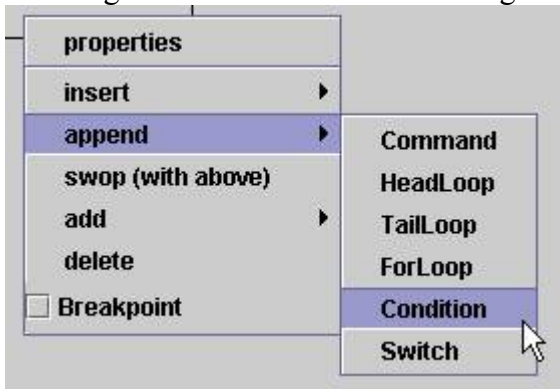 properties
insert
append
swop (with above)
add
delete
Breakpoint
Command
HeadLoop
TailLoop
ForLoop
Condition
Switch